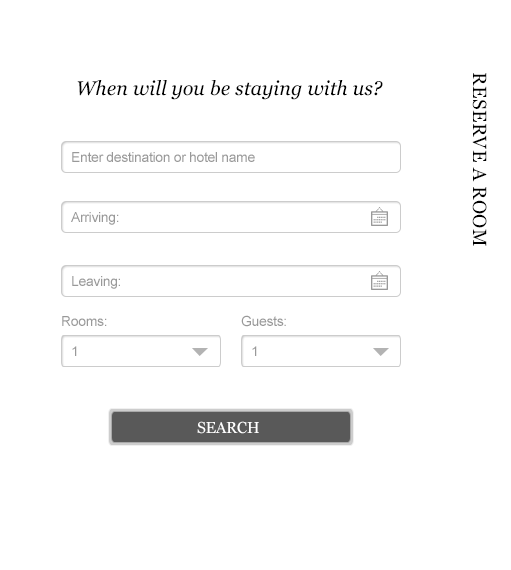 When will you be staying with us?
RESERVE A ROOM
Enter destination or hotel name
Arriving:
Leaving:
Rooms:
Guests:
1
1
SEARCH